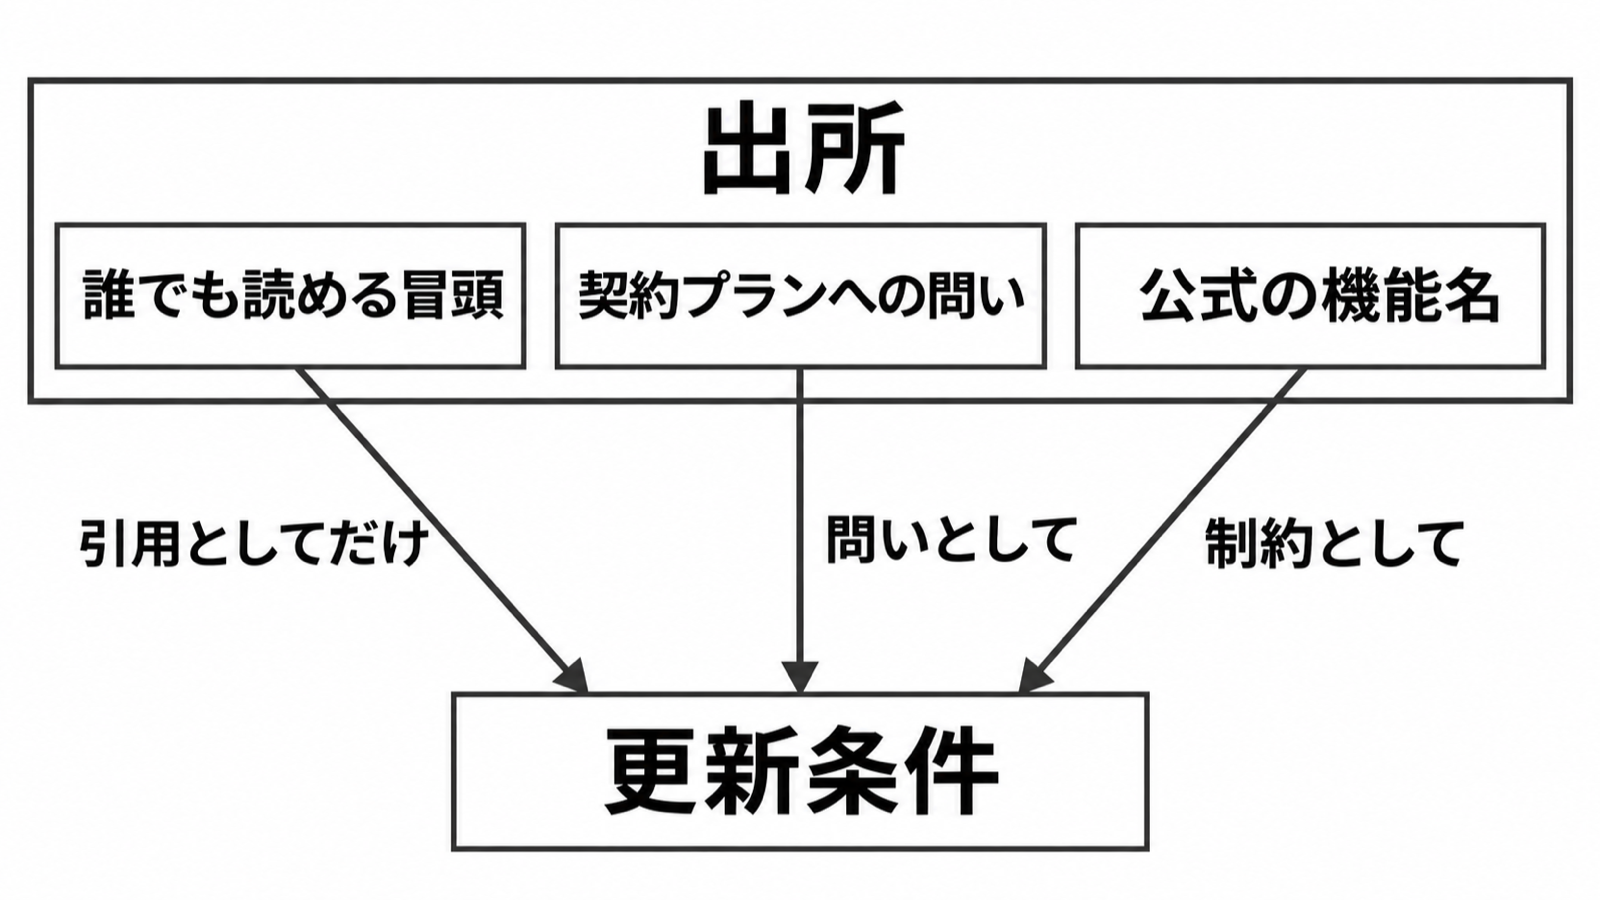 出所
誰でも読める冒頭
契約プランへの問い
公式の機能名
引用としてだけ
問いとして
制約として
更新条件